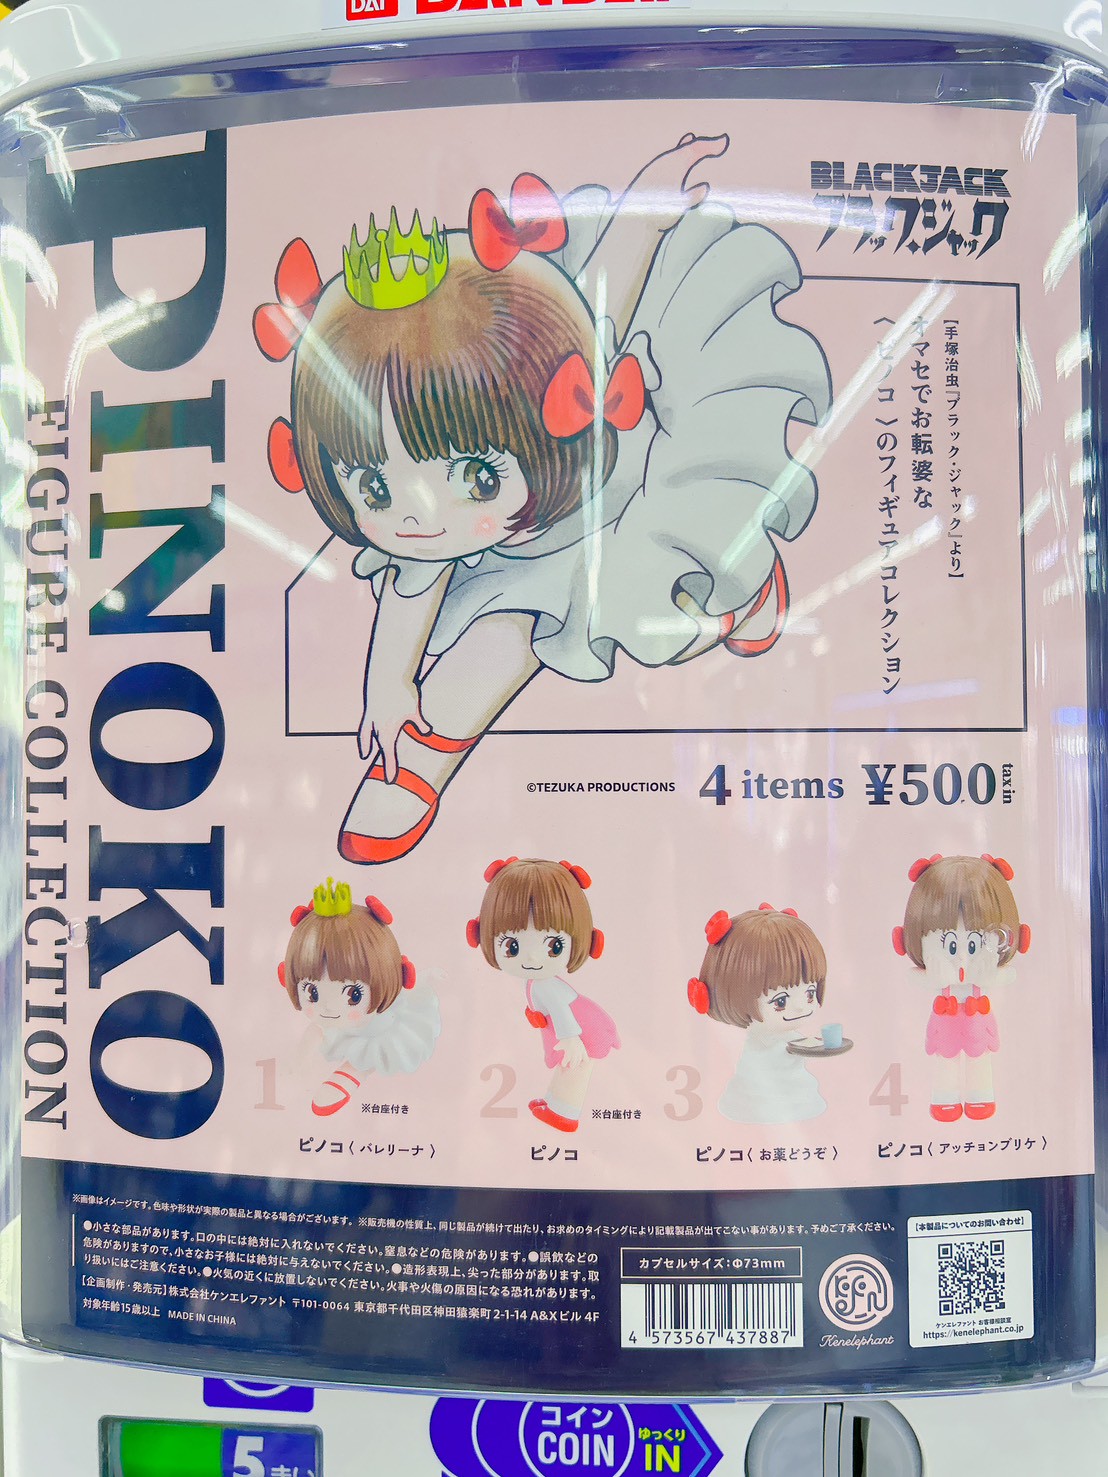 BANDAI
PINOKO
FIGURE COLLECTION
BLACKJACK
ブラック・ジャック
【手塚治虫『ブラック・ジャック』より】
オマセでお転婆な
〈ピノコ〉のフィギュアコレクション
©TEZUKA PRODUCTIONS
4 items ¥500 tax in
1
※台座付き
ピノコ〈バレリーナ〉
2
※台座付き
ピノコ
3
ピノコ〈お薬どうぞ〉
4
ピノコ〈アッチョンブリケ〉
※画像はイメージです。色味や形状が実際の製品と異なる場合がございます。 ※販売機の性質上、同じ製品が続けて出たり、お求めのタイミングにより記載製品が出てこない事があります。予めご了承ください。
●小さな部品があります。口の中には絶対に入れないでください。窒息などの危険があります。●誤飲などの
危険がありますので、小さなお子様には絶対に与えないでください。●造形表現上、尖った部分があります。取
り扱いにはご注意ください。●火気の近くに放置しないでください。火事や火傷の原因になる恐れがあります。
【企画制作・発売元】株式会社ケンエレファント 〒101-0064 東京都千代田区神田猿楽町2-1-14 A&Xビル 4F
対象年齢15歳以上 MADE IN CHINA
カプセルサイズ:Φ73mm
4 573567 437887
Kenelephant
【本製品についてのお問い合わせ】
ケンエレファント お客様相談室
https://kenelephant.co.jp
5まい
コイン
COIN
ゆっくり
IN